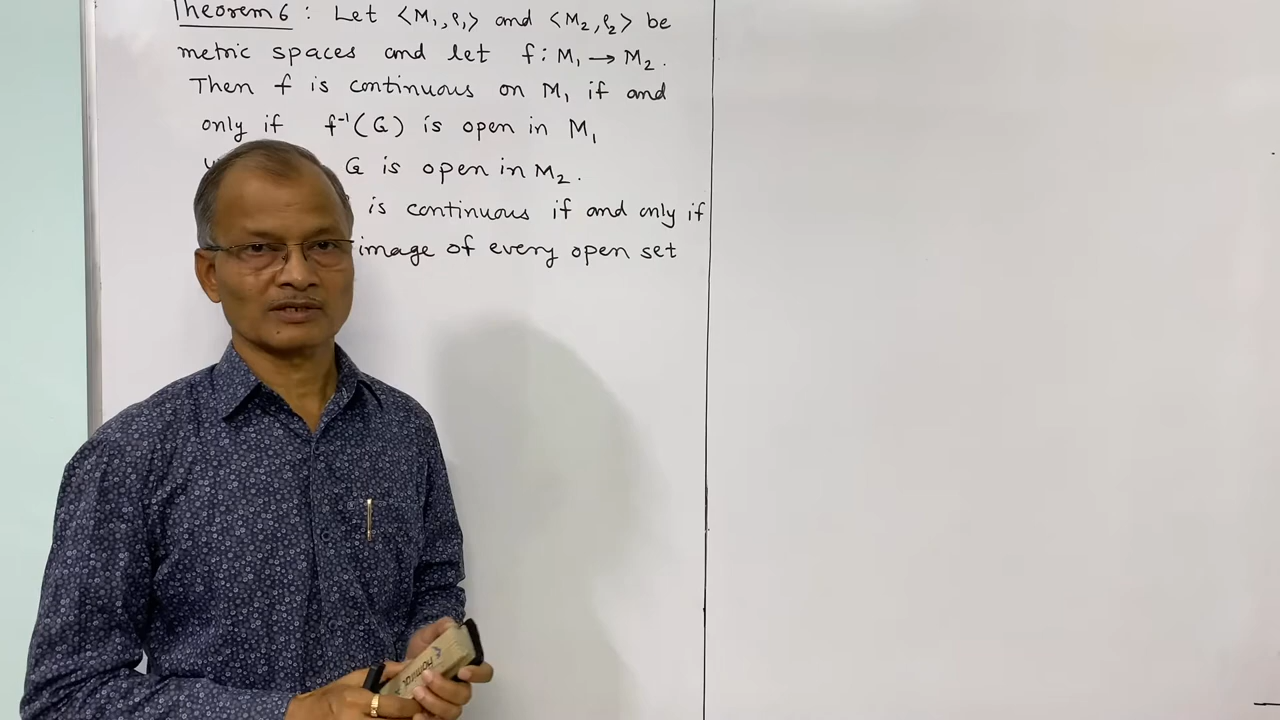 Theorem 6 : Let <M₁, ρ₁> and <M₂, ρ₂> be
metric spaces and let f : M₁ → M₂.
Then f is continuous on M₁ if and
only if f⁻¹(G) is open in M₁
G is open in M₂.
is continuous if and only if
image of every open set